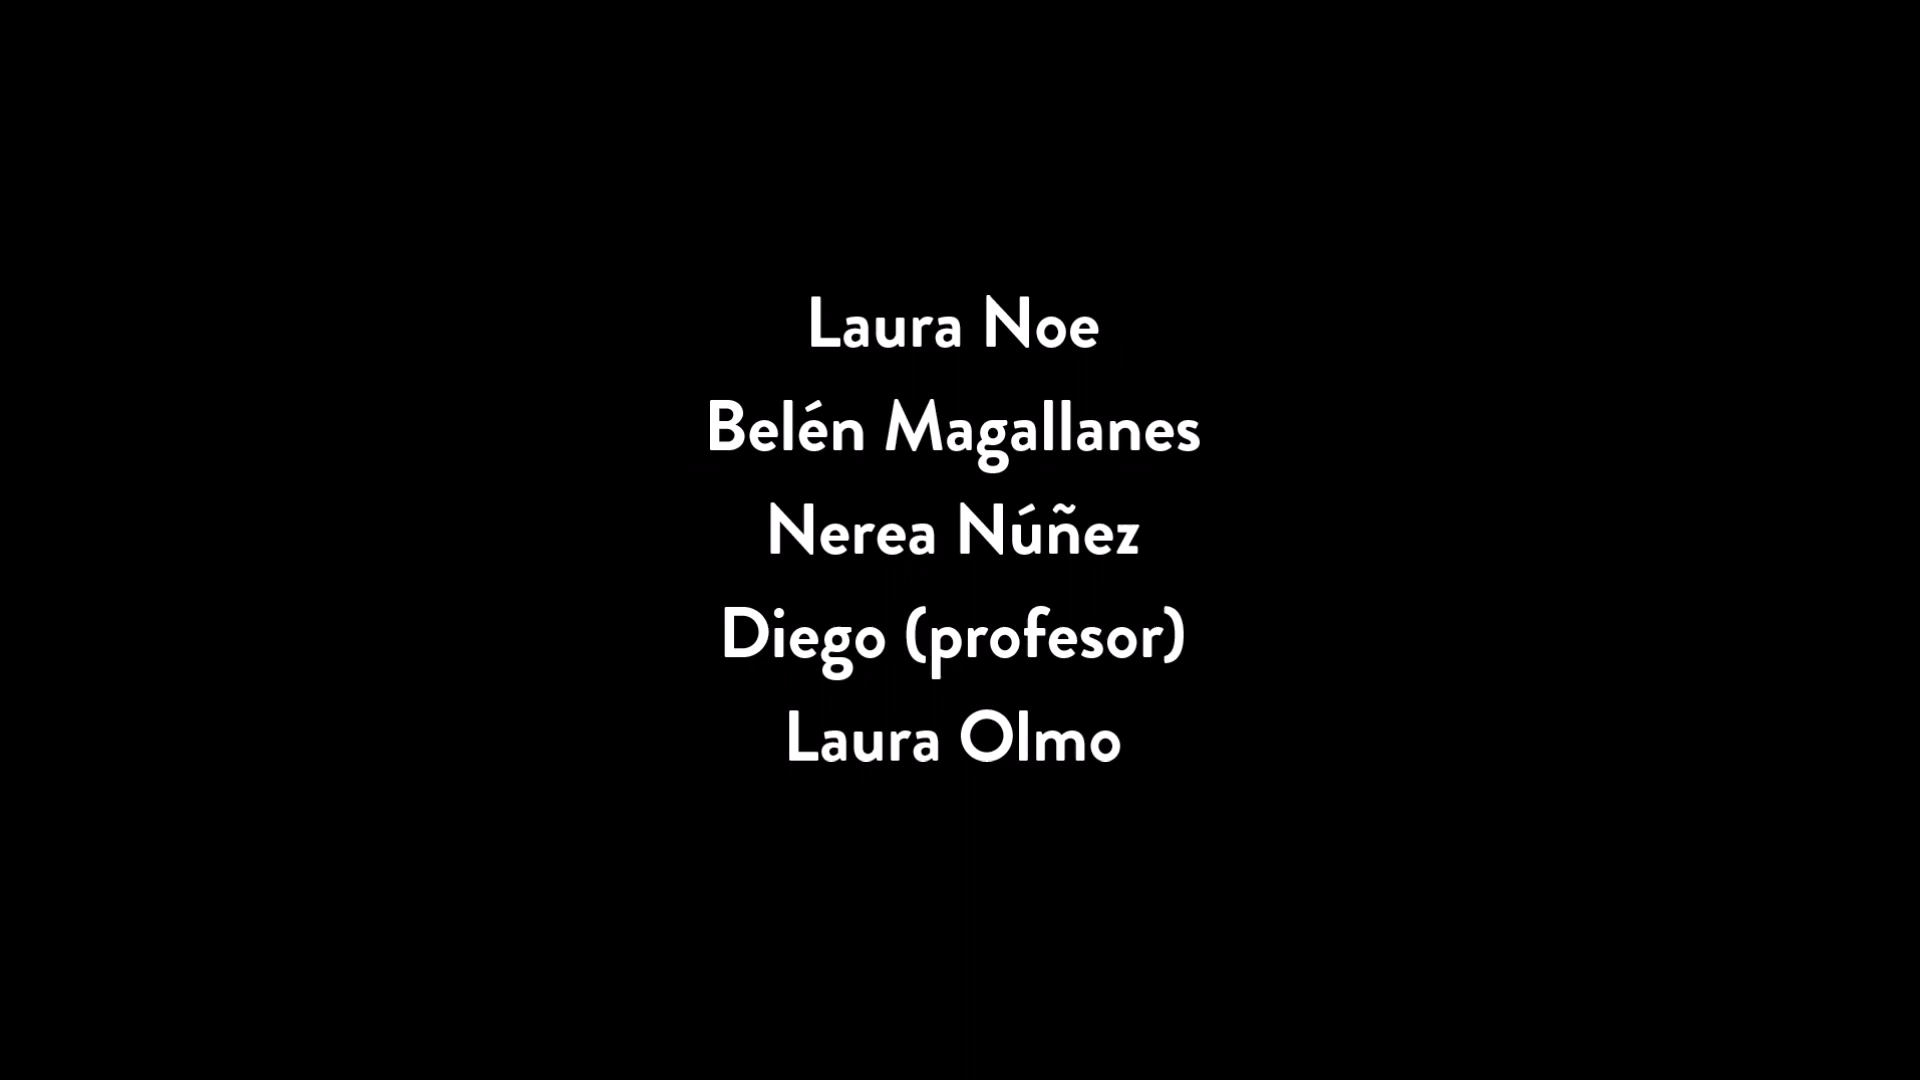 Laura Noe
Belén Magallanes
Nerea Núñez
Diego (profesor)
Laura Olmo